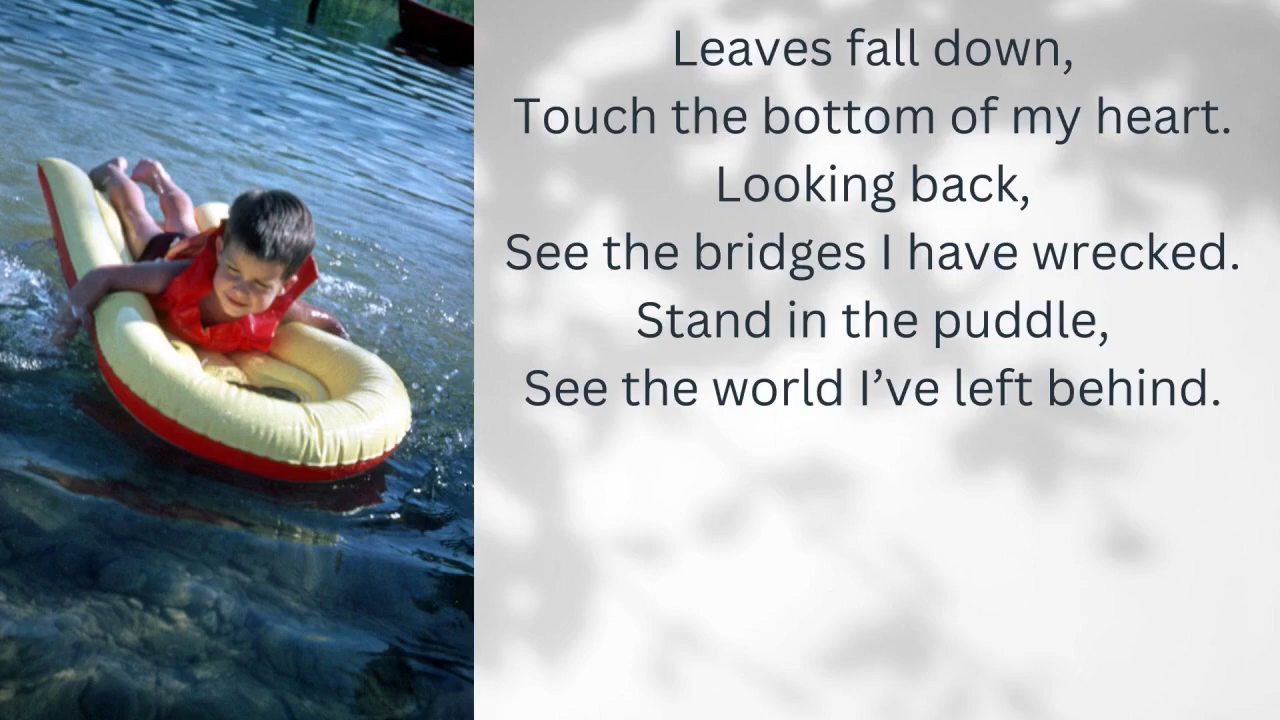 Leaves fall down,
Touch the bottom of my heart.
Looking back,
See the bridges I have wrecked.
Stand in the puddle,
See the world I’ve left behind.